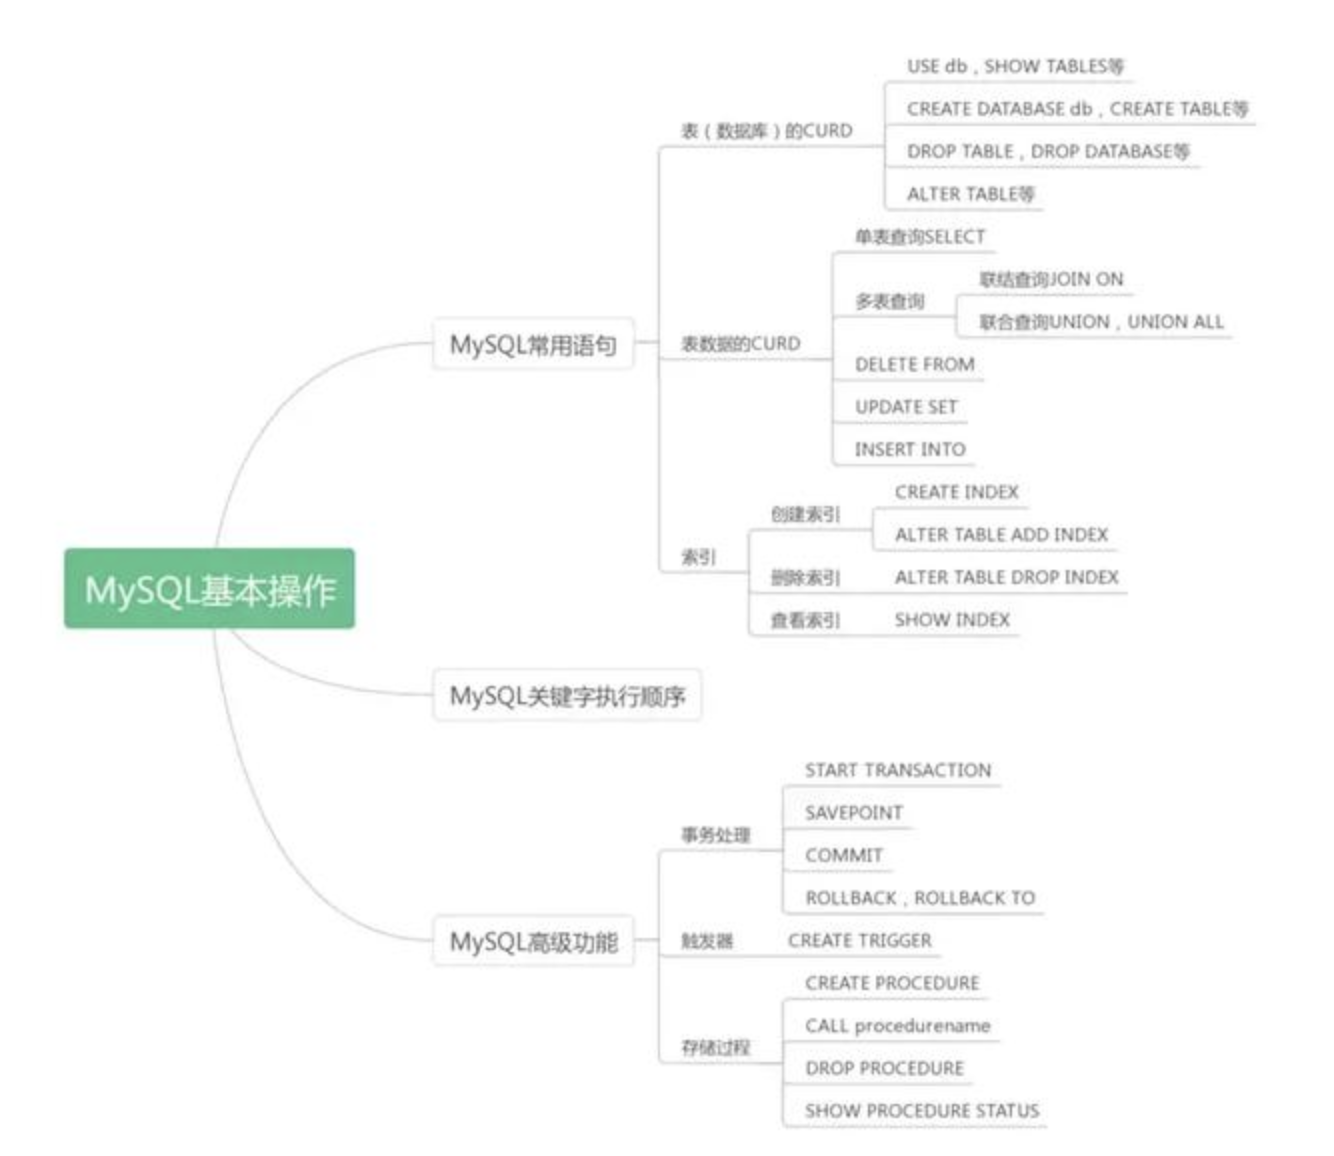 MySQL基本操作
MySQL常用语句
表（数据库）的CURD
USE db，SHOW TABLES等
CREATE DATABASE db，CREATE TABLE等
DROP TABLE，DROP DATABASE等
ALTER TABLE等
表数据的CURD
单表查询SELECT
多表查询
联结查询JOIN ON
联合查询UNION，UNION ALL
DELETE FROM
UPDATE SET
INSERT INTO
索引
创建索引
CREATE INDEX
ALTER TABLE ADD INDEX
删除索引
ALTER TABLE DROP INDEX
查看索引
SHOW INDEX
MySQL关键字执行顺序
MySQL高级功能
事务处理
START TRANSACTION
SAVEPOINT
COMMIT
ROLLBACK，ROLLBACK TO
触发器
CREATE TRIGGER
存储过程
CREATE PROCEDURE
CALL procedurename
DROP PROCEDURE
SHOW PROCEDURE STATUS